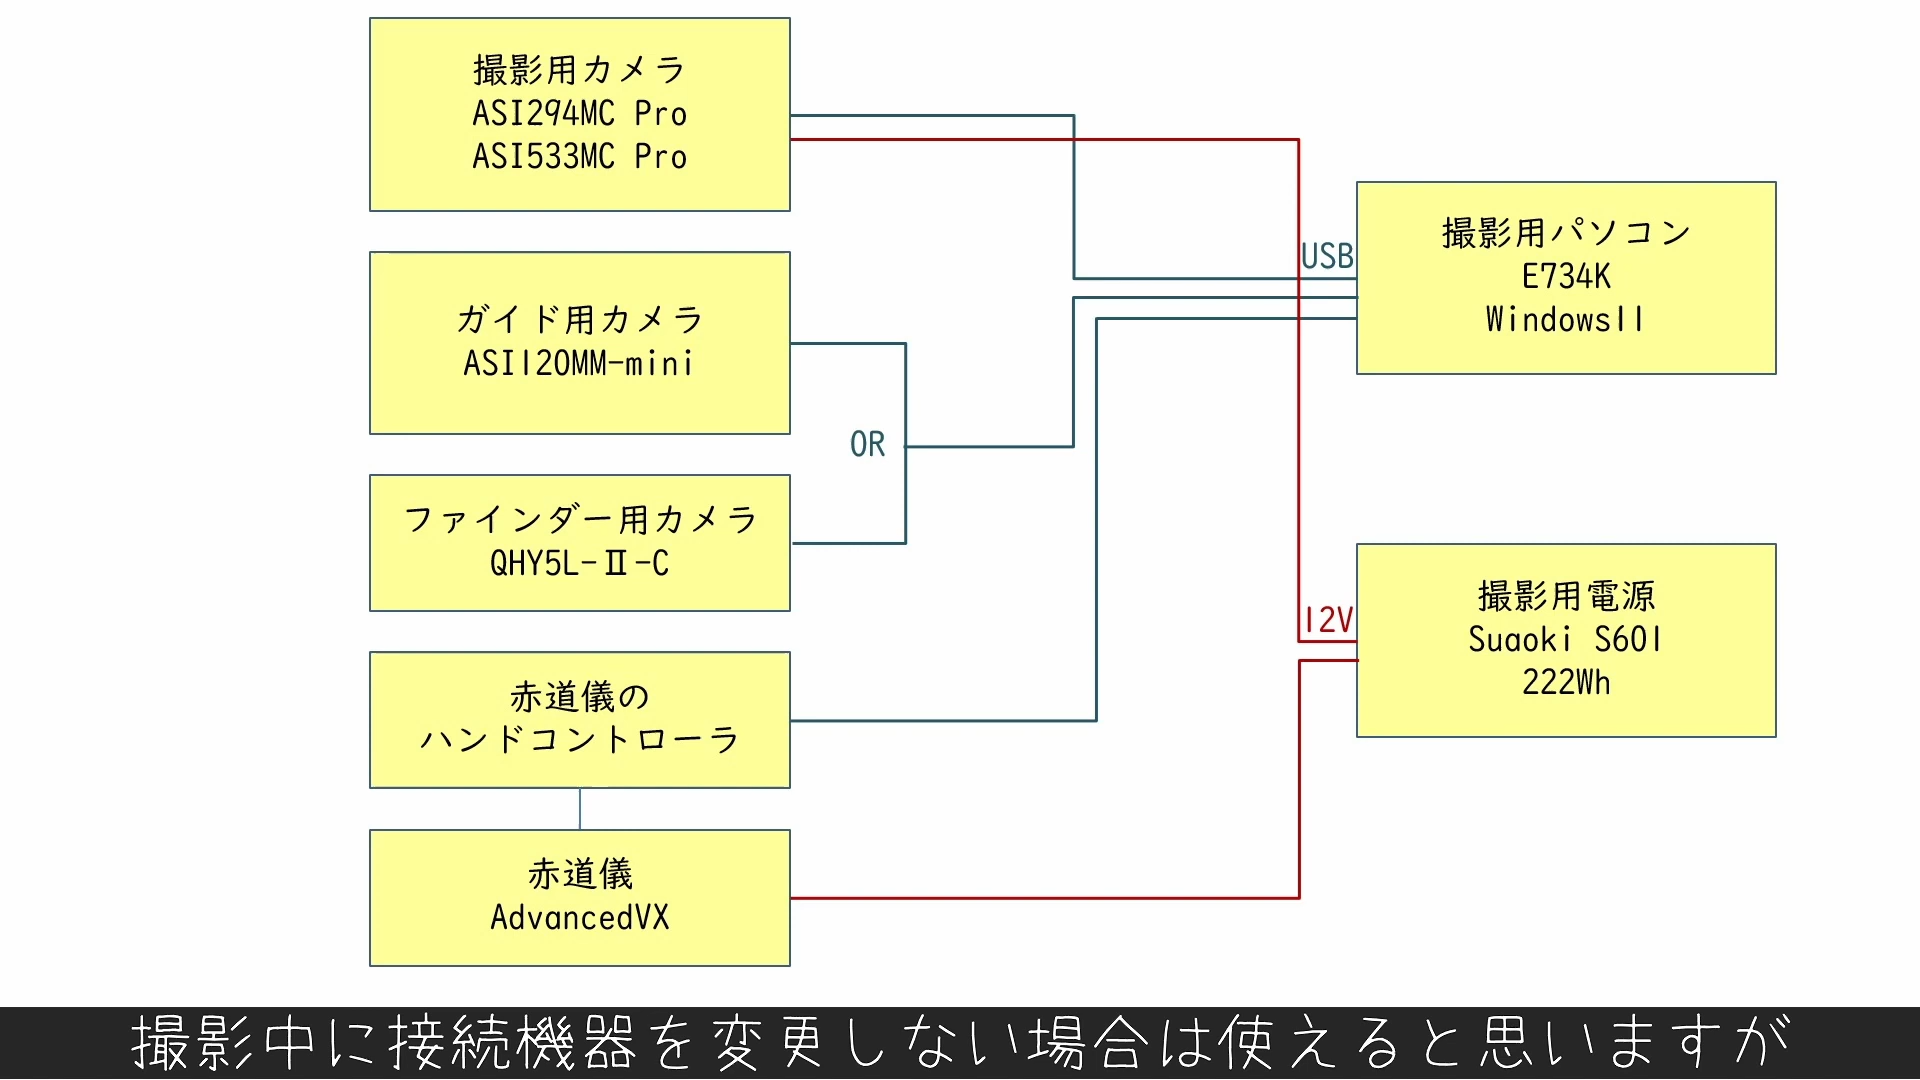 撮影用カメラ
ASI294MC Pro
ASI533MC Pro
USB
撮影用パソコン
E734K
Windows11
ガイド用カメラ
ASI120MM-mini
OR
ファインダー用カメラ
QHY5L-Ⅱ-C
12V
撮影用電源
Suaoki S601
222Wh
赤道儀の
ハンドコントローラ
赤道儀
AdvancedVX
撮影中に接続機器を変更しない場合は使えると思いますが